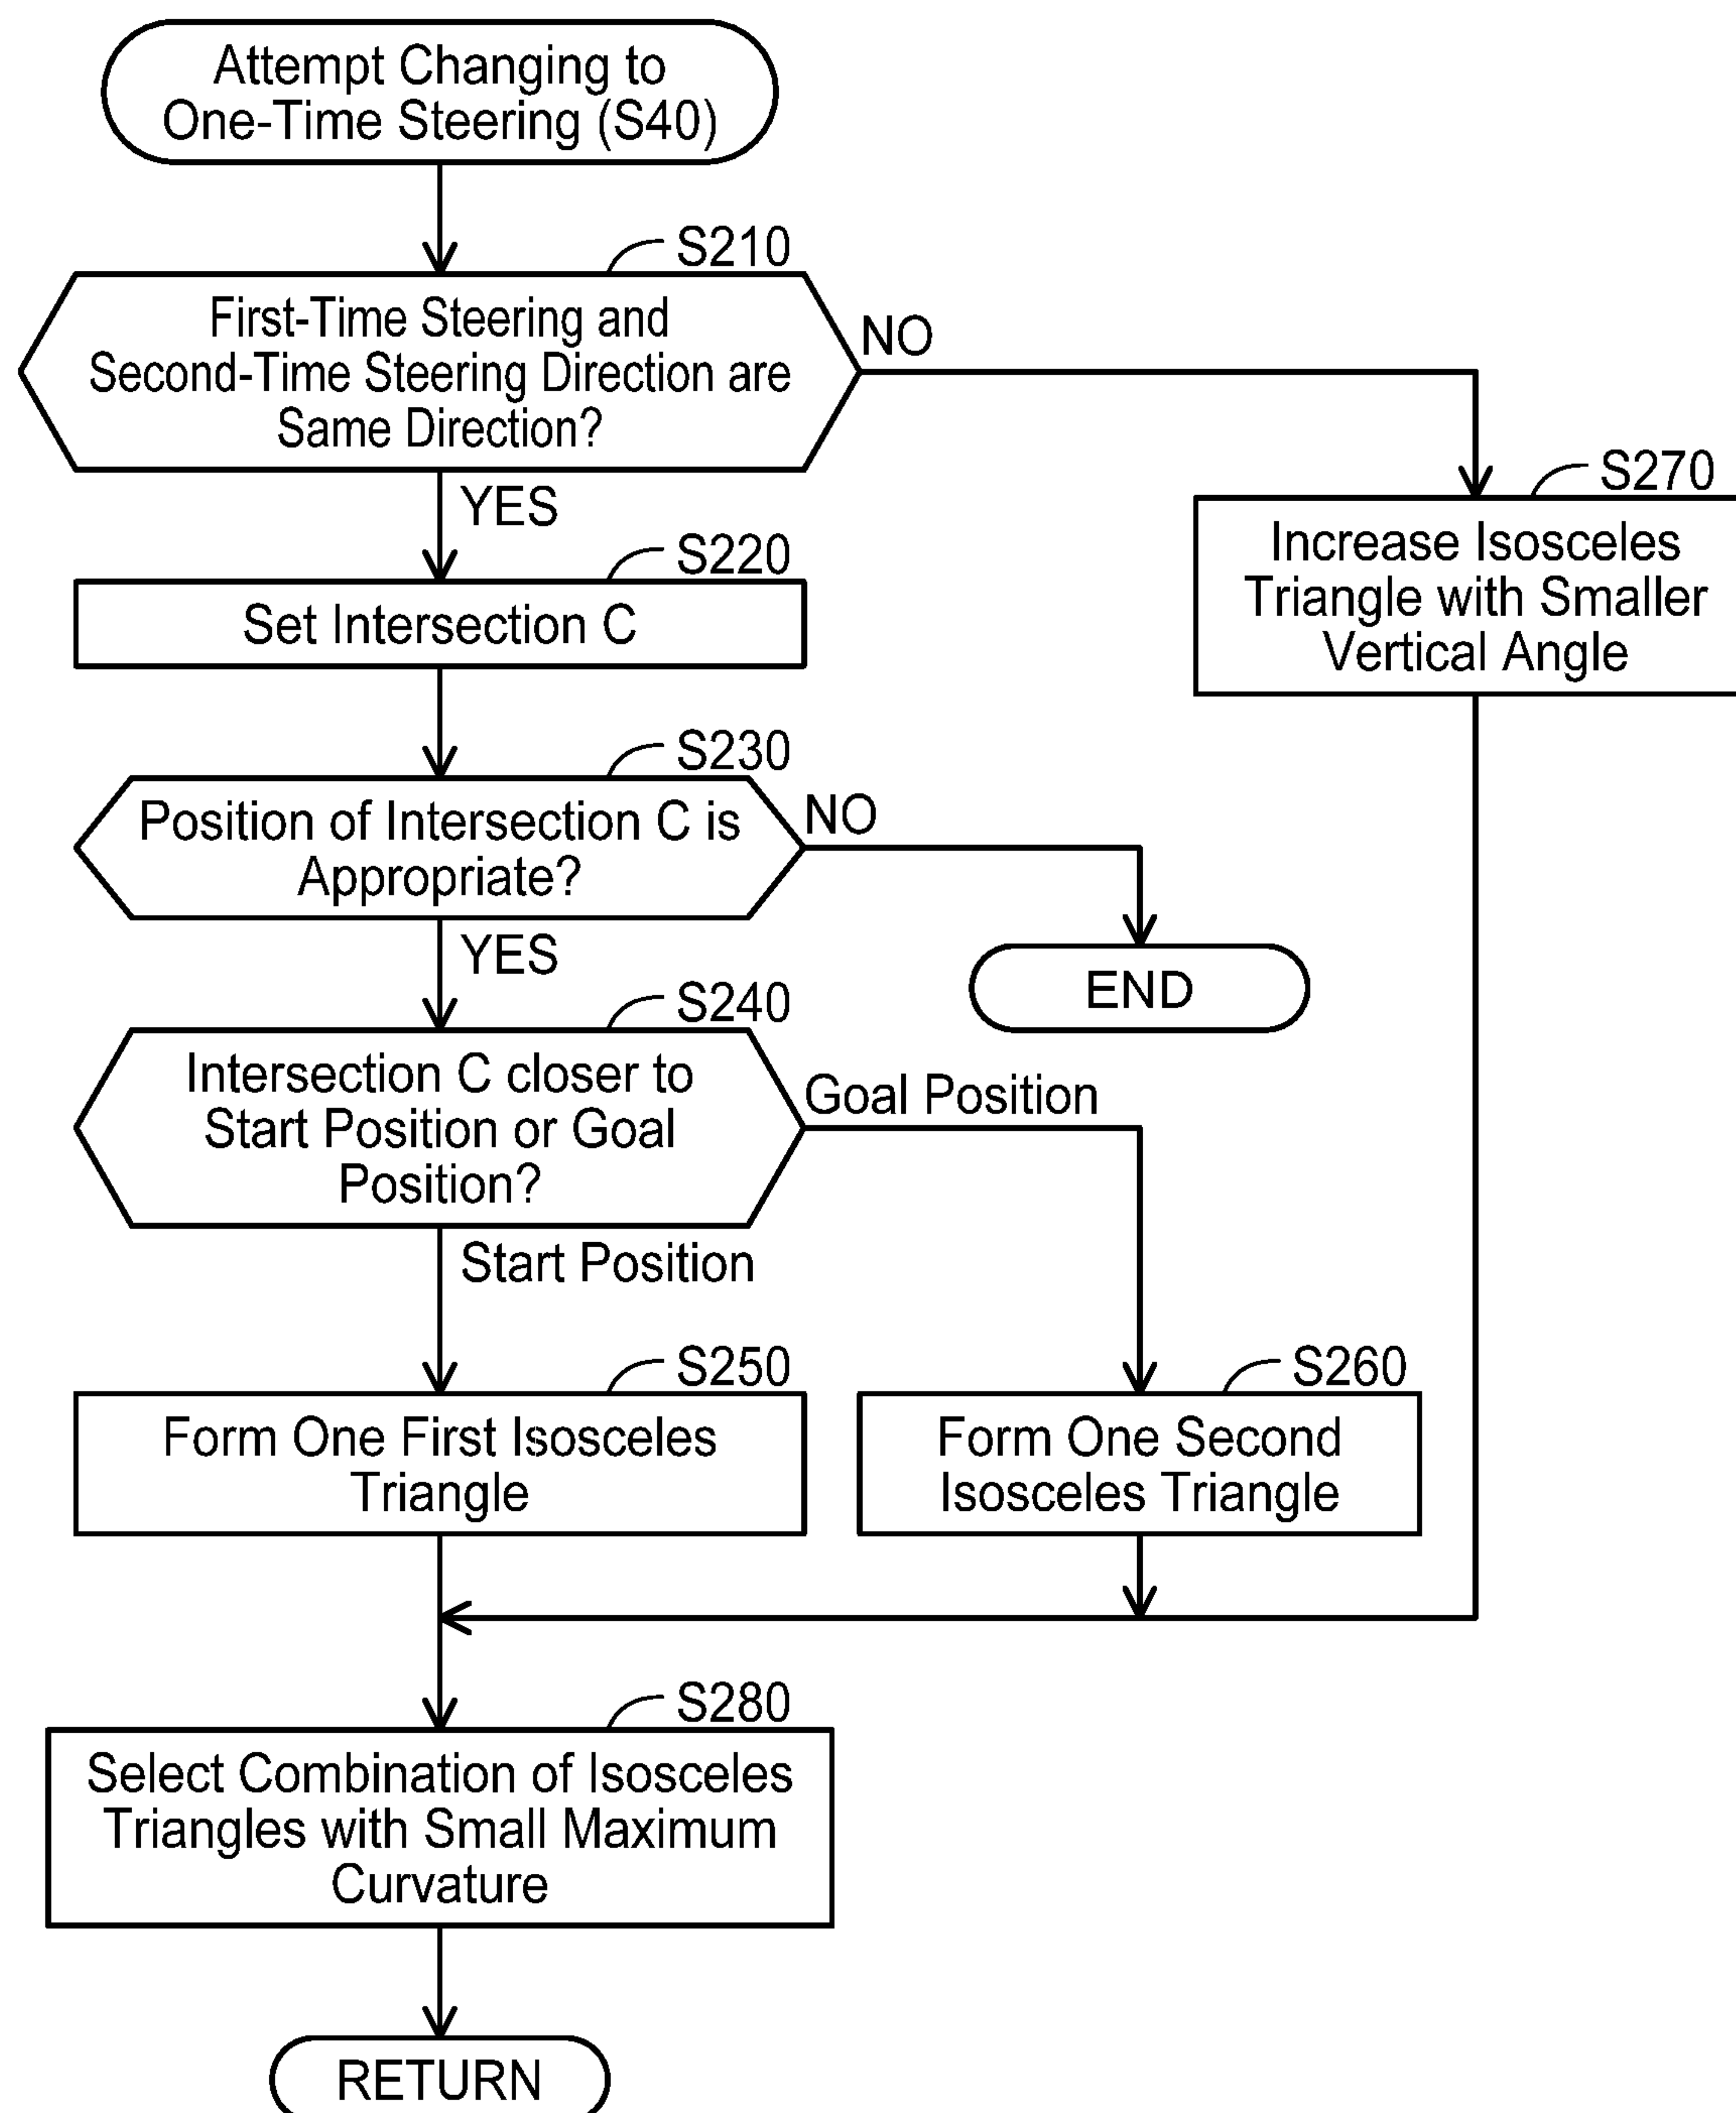 Attempt Changing to
One-Time Steering (S40)
S210
First-Time Steering and
Second-Time Steering Direction are
Same Direction?
NO
YES
S270
Increase Isosceles
Triangle with Smaller
Vertical Angle
S220
Set Intersection C
S230
Position of Intersection C is
Appropriate?
NO
YES
END
S240
Intersection C closer to
Start Position or Goal
Position?
Goal Position
Start Position
S250
Form One First Isosceles
Triangle
S260
Form One Second
Isosceles Triangle
S280
Select Combination of Isosceles
Triangles with Small Maximum
Curvature
RETURN